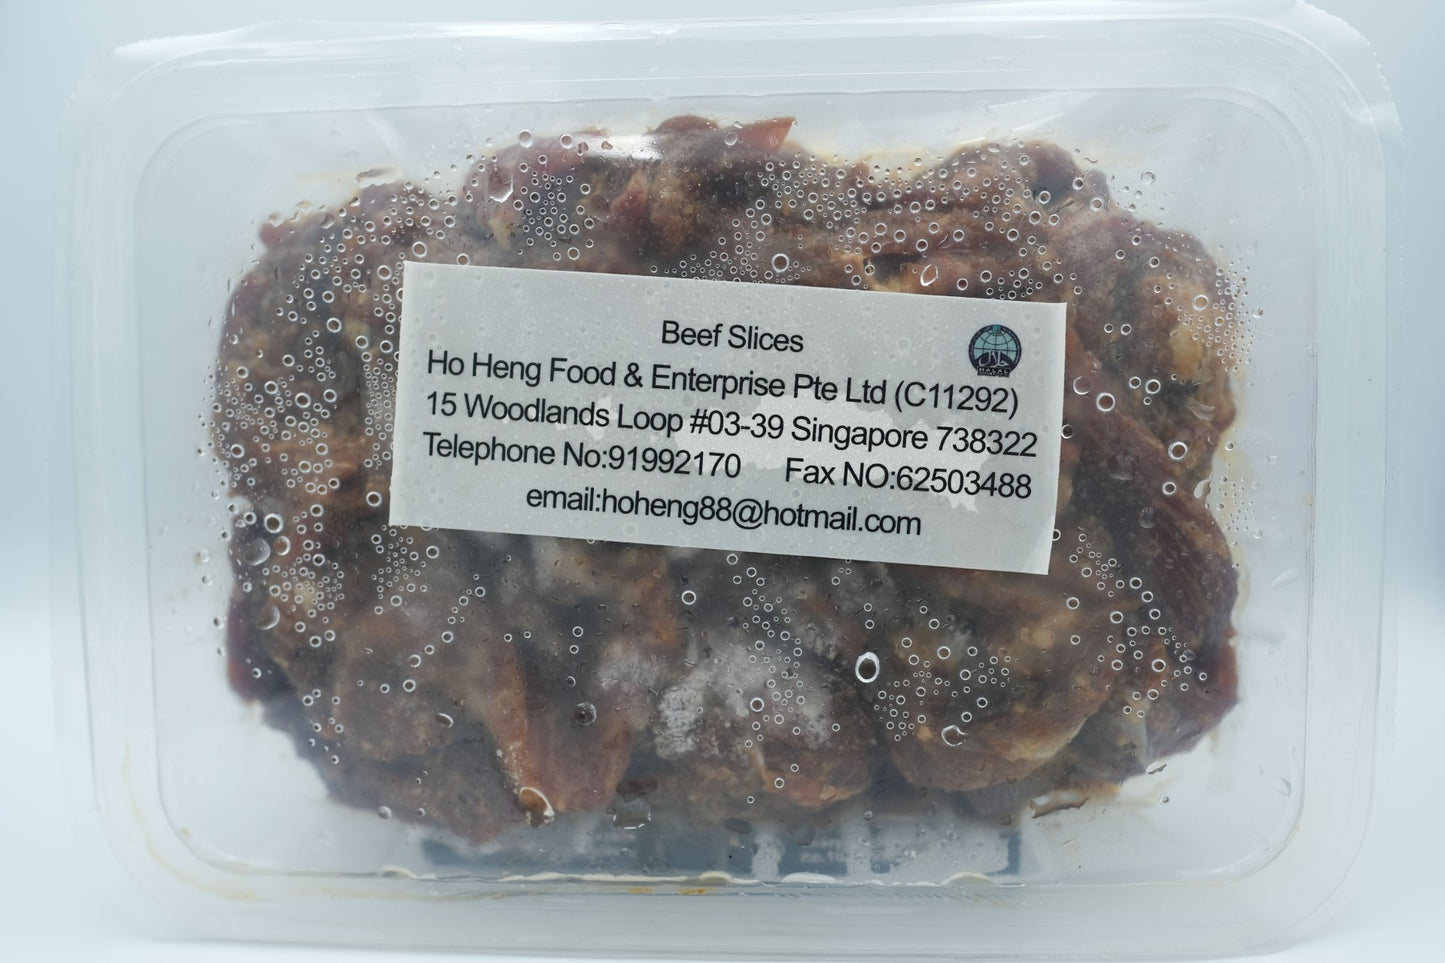 Beef Slices
Ho Heng Food & Enterprise Pte Ltd (C11292)
15 Woodlands Loop #03-39 Singapore 738322
Telephone No:91992170 Fax NO:62503488
email:hoheng88@hotmail.com
HALAL